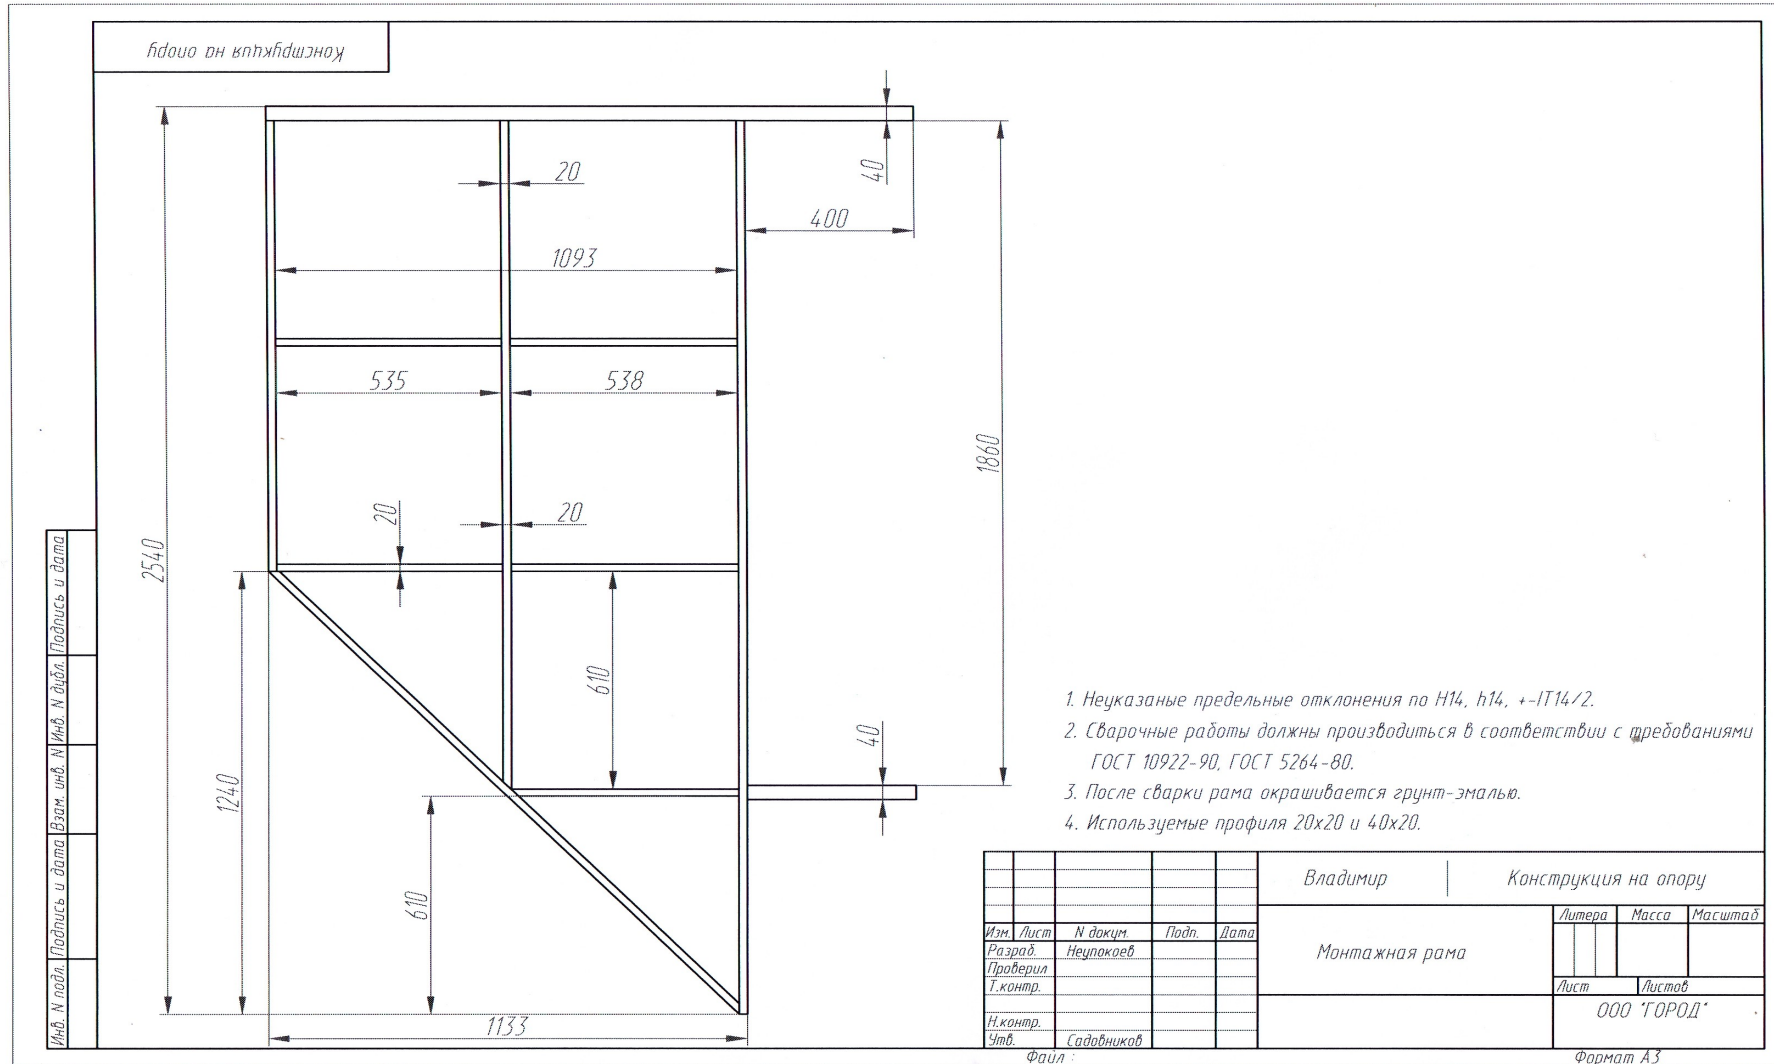 Конструкция на опору
20
40
400
1093
535
538
1860
20
20
2540
610
40
1240
610
1133
1. Неуказаные предельные отклонения по Н14, h14, +-IT14/2.
2. Сварочные работы должны производиться в соответствии с требованиями
ГОСТ 10922-90, ГОСТ 5264-80.
3. После сварки рама окрашивается грунт-эмалью.
4. Используемые профиля 20x20 и 40x20.
Инв. N подл. Подпись и дата Взам. инв. N Инв. N дубл. Подпись и дата
Владимир Конструкция на опору
Литера Масса Масштаб
Изм. Лист N докум. Подп. Дата
Разраб. Неупокоев
Монтажная рама
Проверил
Т.контр.
Лист Листов
ООО "ГОРОД"
Н.контр.
Утв. Садовников
Файл : Формат А3